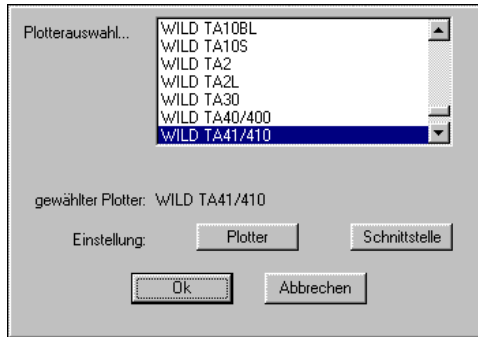 Plotterauswahl...
WILD TA10BL
WILD TA10S
WILD TA2
WILD TA2L
WILD TA30
WILD TA40/400
WILD TA41/410
gewählter Plotter: WILD TA41/410
Einstellung: Plotter Schnittstelle
Ok Abbrechen